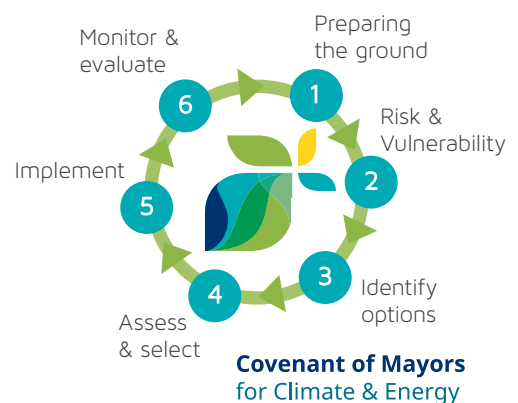 1
Preparing
the ground
2
Risk &
Vulnerability
3
Identify
options
4
Assess
& select
5
Implement
6
Monitor &
evaluate
Covenant of Mayors
for Climate & Energy